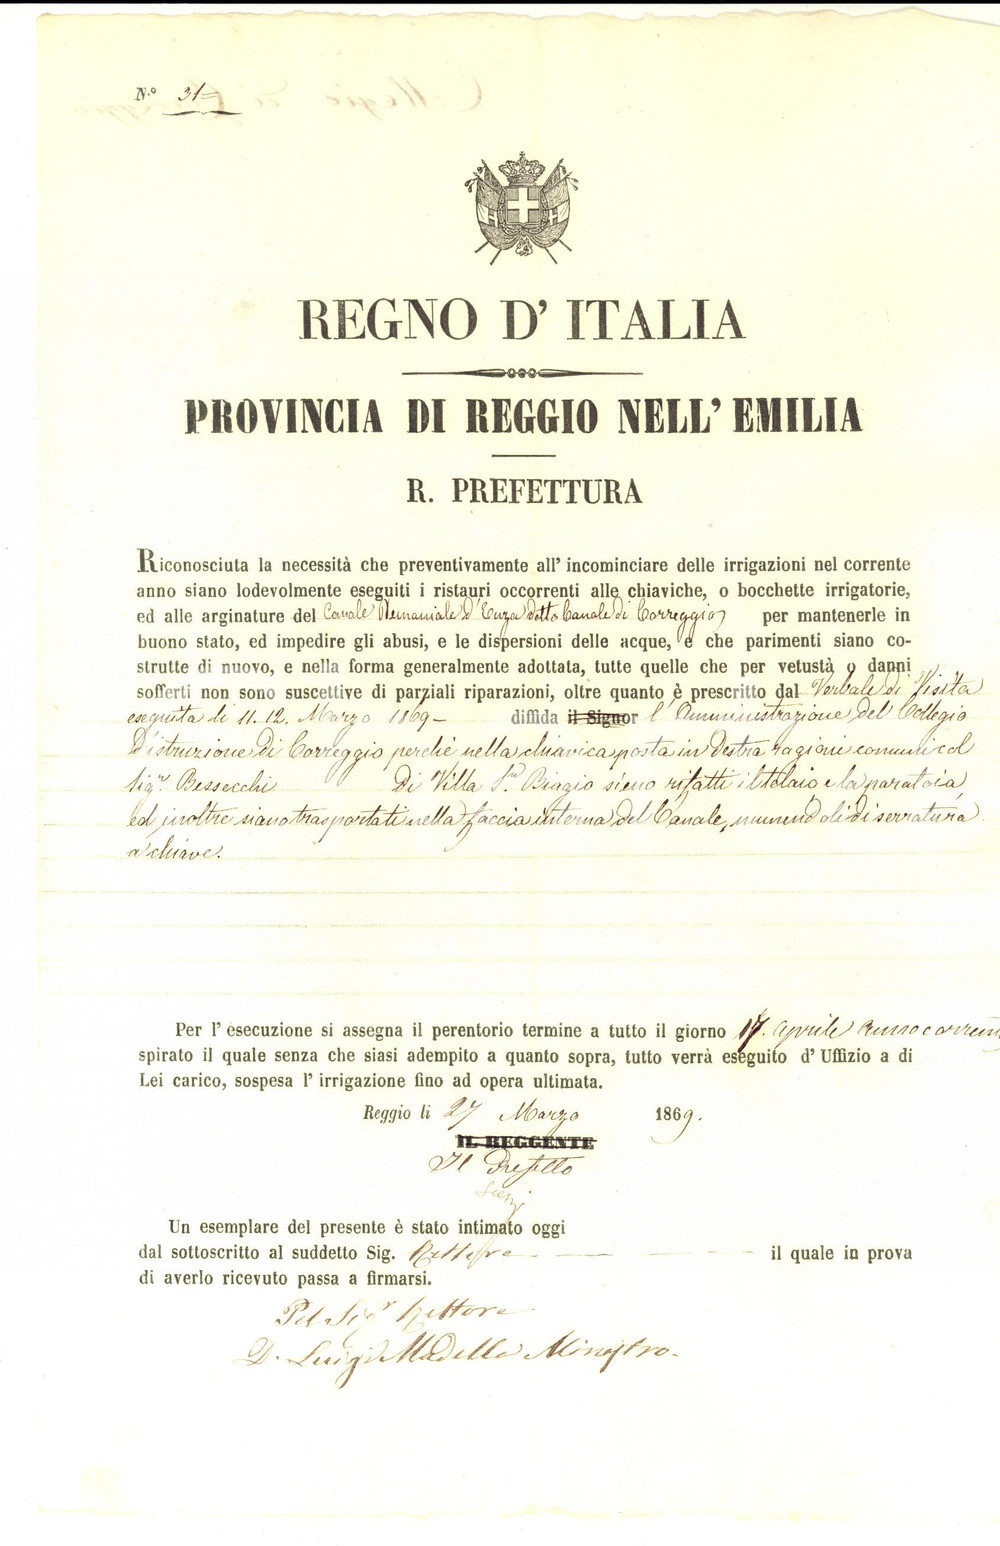 N.º 31=
REGNO D' ITALIA
PROVINCIA DI REGGIO NELL' EMILIA
R. PREFETTURA
Riconosciuta la necessità che preventivamente all' incominciare delle irrigazioni nel corrente
anno siano lodevolmente eseguiti i ristauri occorrenti alle chiaviche, o bocchette irrigatorie,
ed alle arginature del Canale Demaniale d'Enza detto Canale di Correggio per mantenerle in
buono stato, ed impedire gli abusi, e le dispersioni delle acque, e che parimenti siano co-
strutte di nuovo, e nella forma generalmente adottata, tutte quelle che per vetustà o danni
sofferti non sono suscettive di parziali riparazioni, oltre quanto è prescritto dal Verbale di Visita
eseguita li 11. 12. Marzo 1869- diffida il Signor l'Amministrazione del Collegio
D'istruzione di Correggio perchè nella chiavica posta in destra ragioni comuni col
Sig.r Bessecchi Di Villa S.n Biagio sieno rifatti il telaio e la paratoia,
ed inoltre siano trasportati nella faccia interna del Canale, munendoli di serratura
a chiave.
Per l' esecuzione si assegna il perentorio termine a tutto il giorno 17. Aprile anno
spirato il quale senza che siasi adempito a quanto sopra, tutto verrà eseguito d' Uffizio a di
Lei carico, sospesa l' irrigazione fino ad opera ultimata.
Reggio li 27 Marzo 1869.
IL REGGENTE
Il Prefetto
Un esemplare del presente è stato intimato oggi
dal sottoscritto al suddetto Sig. Rettore — — — — il quale in prova
di averlo ricevuto passa a firmarsi.
Pel Sig.r Rettore
D. Luigi Madella Ministro.